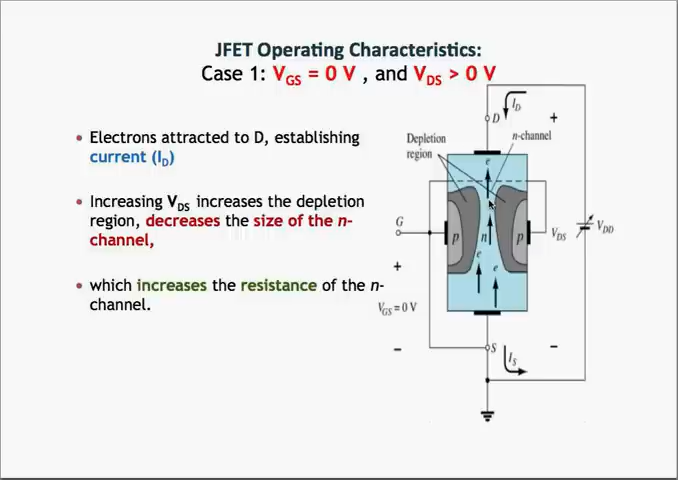 JFET Operating Characteristics:
Case 1: VGS = 0 V , and VDS > 0 V
• Electrons attracted to D, establishing
current (ID)
• Increasing VDS increases the depletion
region, decreases the size of the n-
channel,
• which increases the resistance of the n-
channel.
ID
D
+
Depletion
region
n-channel
e
G
p
n
p
VDS
VDD
+
e
e
VGS = 0 V
–
S
IS
–